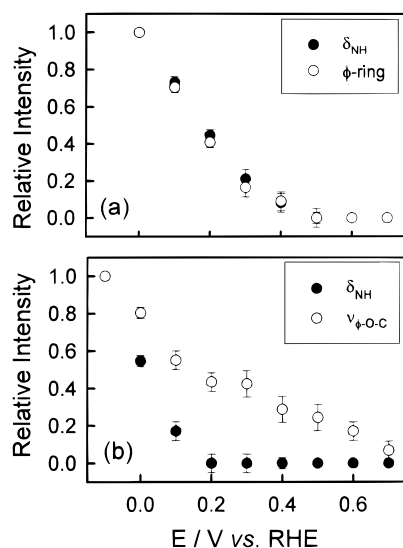 1.0
0.8
0.6
0.4
0.2
0.0
Relative Intensity
(a)
δNH
ϕ-ring
1.0
0.8
0.6
0.4
0.2
0.0
Relative Intensity
(b)
δNH
νϕ-O-C
0.0 0.2 0.4 0.6
E / V vs. RHE